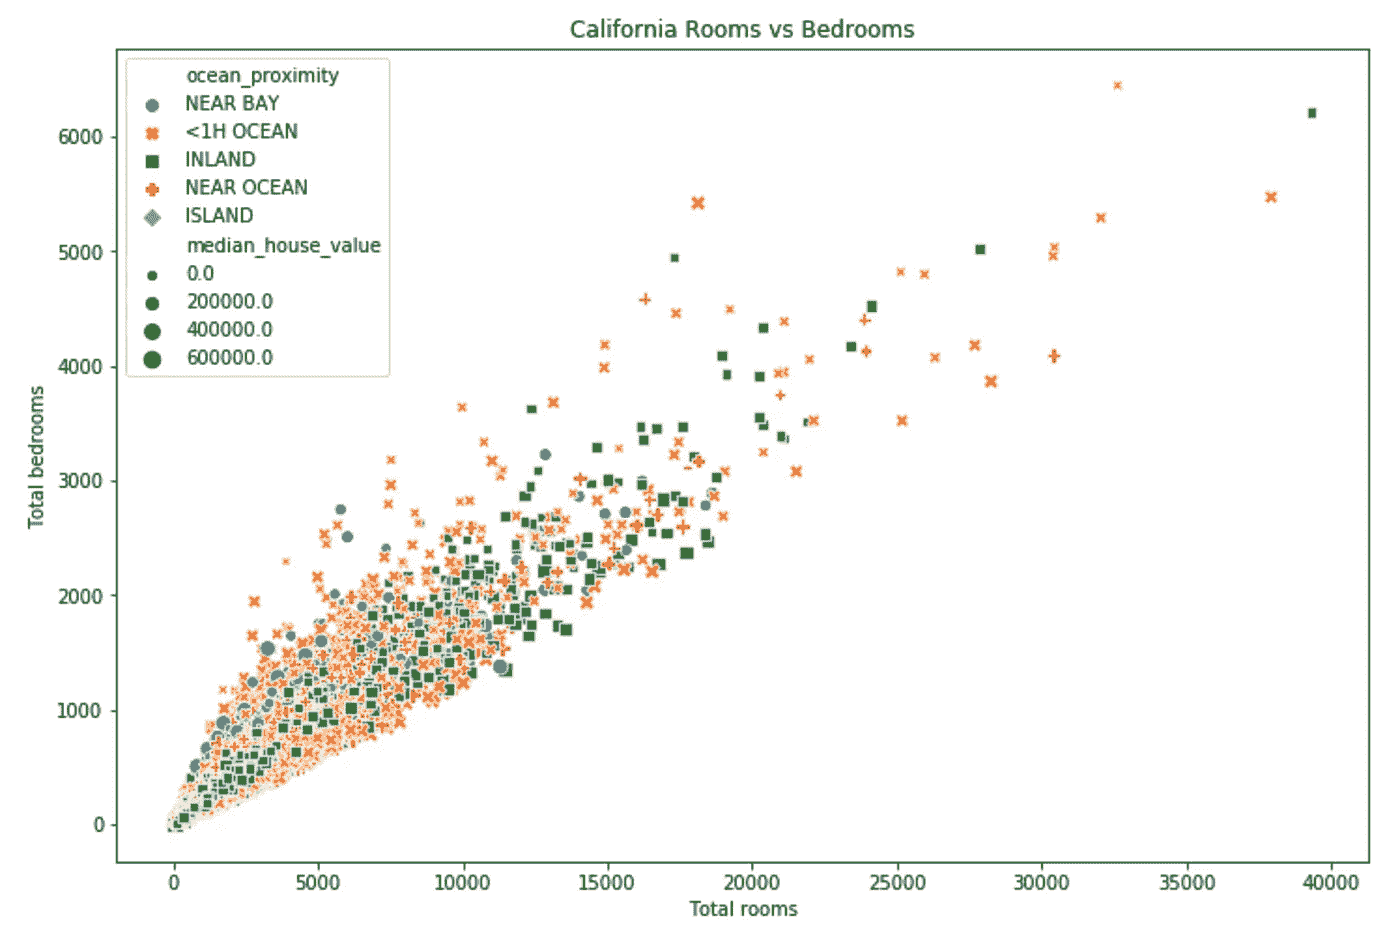 California Rooms vs Bedrooms
ocean_proximity
NEAR BAY
<1H OCEAN
INLAND
NEAR OCEAN
ISLAND
median_house_value
0.0
200000.0
400000.0
600000.0
Total bedrooms
6000
5000
4000
3000
2000
1000
0
0 5000 10000 15000 20000 25000 30000 35000 40000
Total rooms